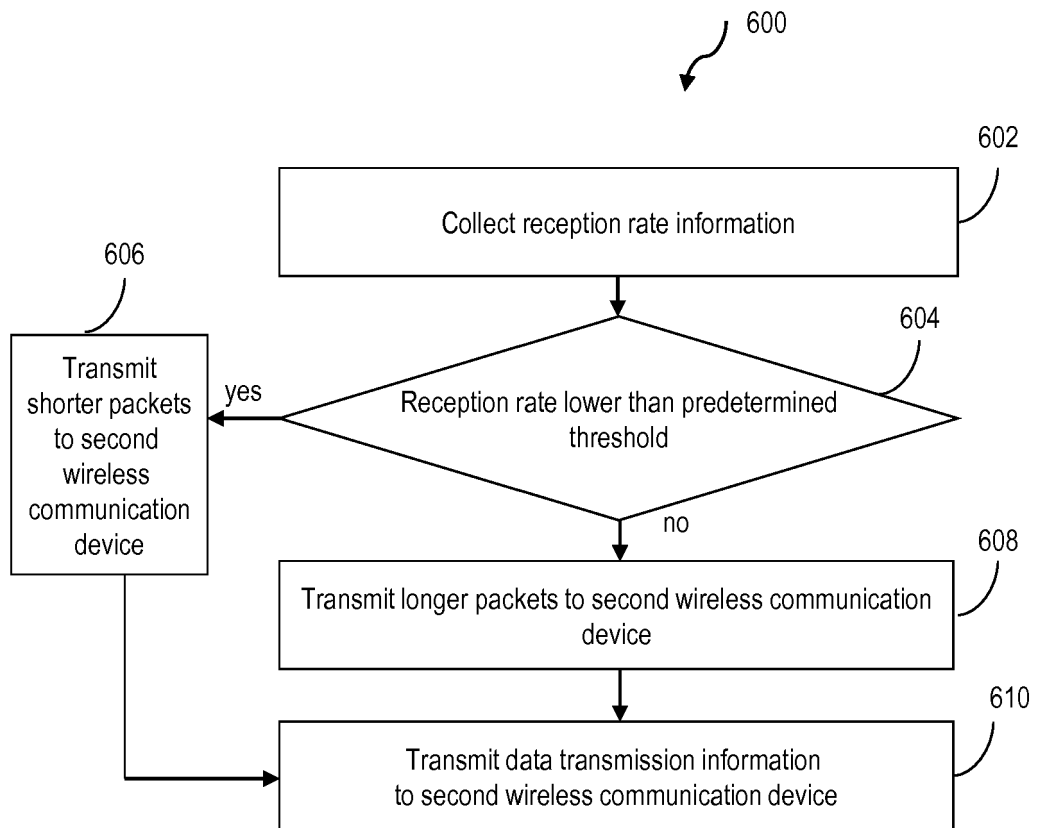 600
602
Collect reception rate information
606
604
Transmit
shorter packets
to second
wireless
communication
device
yes
Reception rate lower than predetermined
threshold
no
608
Transmit longer packets to second wireless communication
device
610
Transmit data transmission information
to second wireless communication device